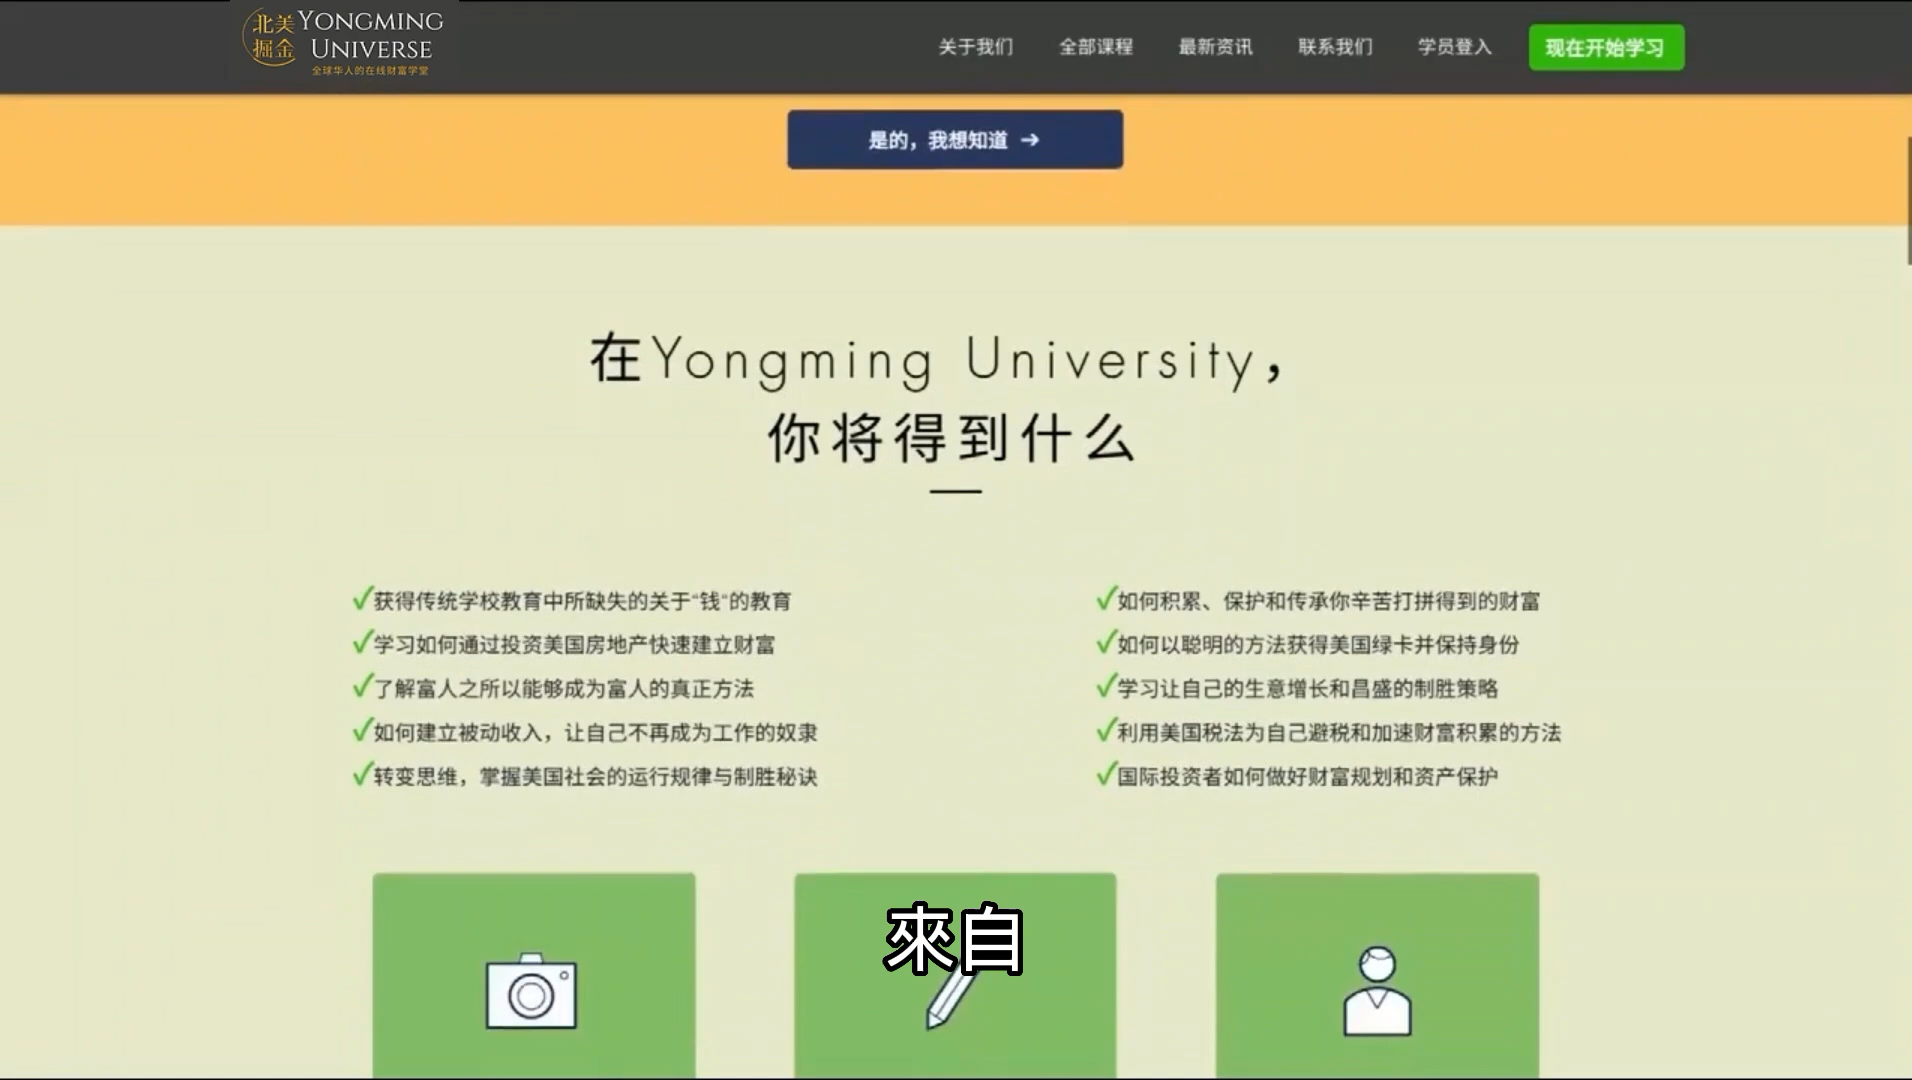 北美
掘金
YONGMING
UNIVERSE
全球华人的在线财富学堂
关于我们
全部课程
最新资讯
联系我们
学员登入
现在开始学习
是的，我想知道 →
在Yongming University，
你将得到什么
✓获得传统学校教育中所缺失的关于“钱“的教育
✓学习如何通过投资美国房地产快速建立财富
✓了解富人之所以能够成为富人的真正方法
✓如何建立被动收入，让自己不再成为工作的奴隶
✓转变思维，掌握美国社会的运行规律与制胜秘诀
✓如何积累、保护和传承你辛苦打拼得到的财富
✓如何以聪明的方法获得美国绿卡并保持身份
✓学习让自己的生意增长和昌盛的制胜策略
✓利用美国税法为自己避税和加速财富积累的方法
✓国际投资者如何做好财富规划和资产保护
來自